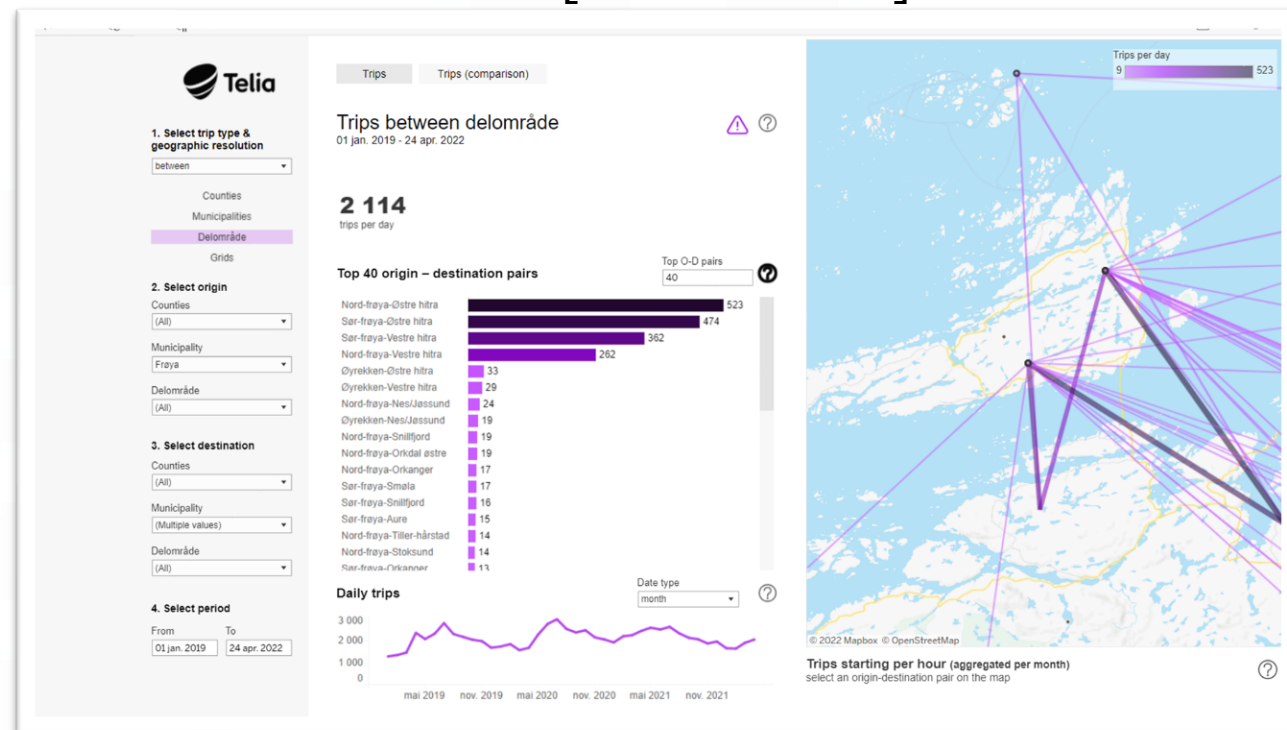 Telia
1. Select trip type &
geographic resolution
between
Counties
Municipalities
Delområde
Grids
2. Select origin
Counties
(All)
Municipality
Frøya
Delområde
(All)
3. Select destination
Counties
(All)
Municipality
(Multiple values)
Delområde
(All)
4. Select period
From To
01 jan. 2019 24 apr. 2022
Trips Trips (comparison)
Trips between delområde
01 jan. 2019 - 24 apr. 2022
2 114
trips per day
Top O-D pairs
Top 40 origin – destination pairs 40
Nord-frøya-Østre hitra 523
Sør-frøya-Østre hitra 474
Sør-frøya-Vestre hitra 362
Nord-frøya-Vestre hitra 262
Øyrekken-Østre hitra 33
Øyrekken-Vestre hitra 29
Nord-frøya-Nes/Jøssund 24
Øyrekken-Nes/Jøssund 19
Nord-frøya-Snillfjord 19
Nord-frøya-Orkdal østre 19
Nord-frøya-Orkanger 17
Sør-frøya-Smøla 17
Sør-frøya-Snillfjord 16
Sør-frøya-Aure 15
Nord-frøya-Tiller-hårstad 14
Nord-frøya-Stoksund 14
Sør-frøya-Orkanger 13
Daily trips
Date type
month
3 000
2 000
1 000
0
mai 2019 nov. 2019 mai 2020 nov. 2020 mai 2021 nov. 2021
Trips per day
9 523
© 2022 Mapbox © OpenStreetMap
Trips starting per hour (aggregated per month)
select an origin-destination pair on the map